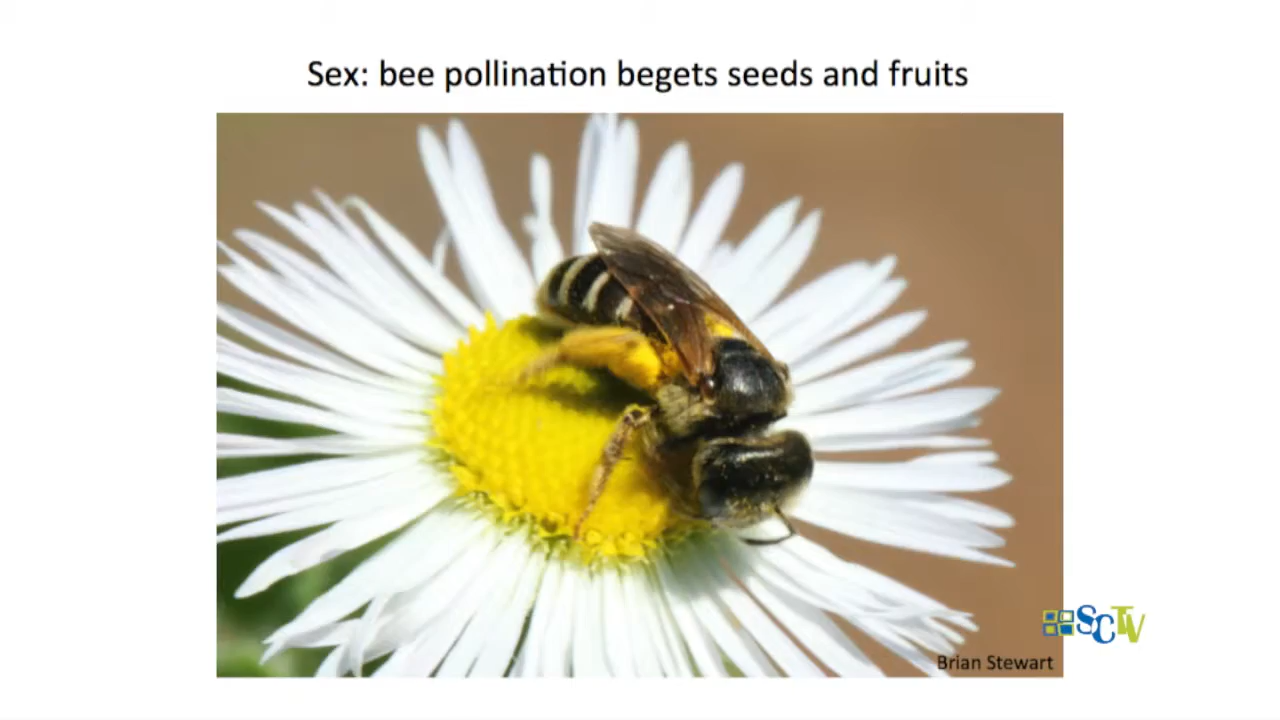 Sex: bee pollination begets seeds and fruits
SCTV
Brian Stewart